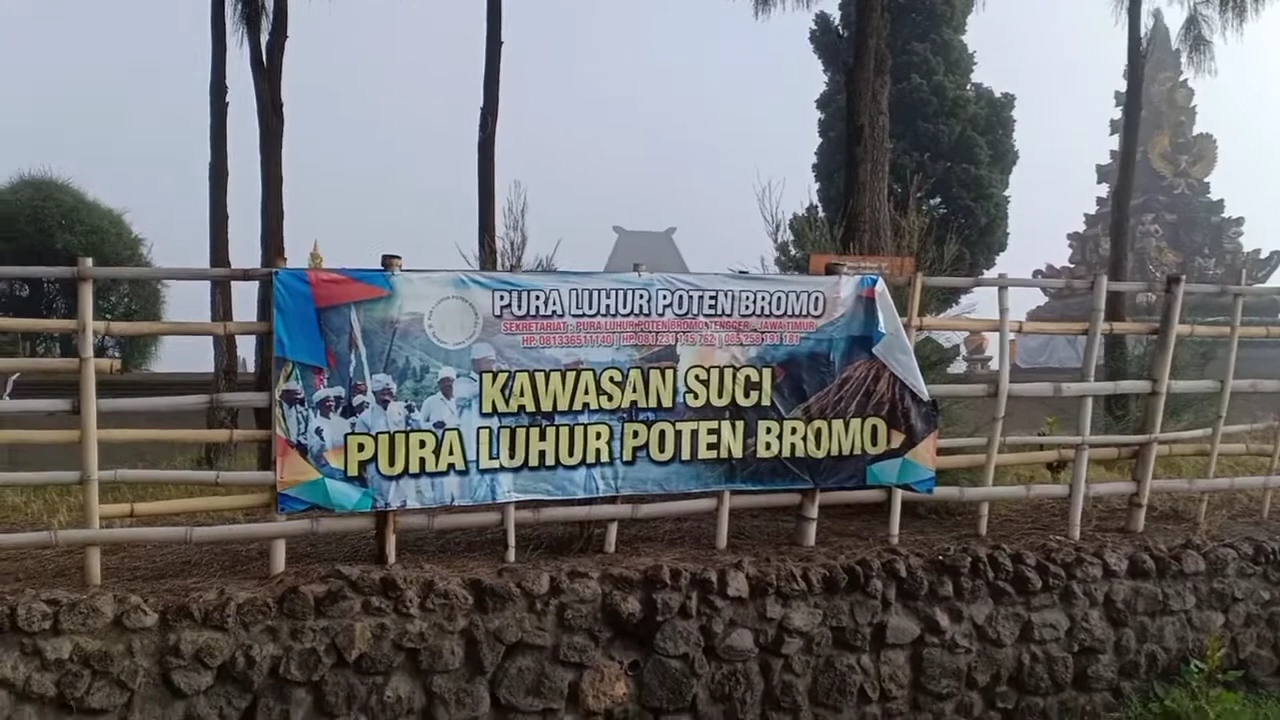 PURA LUHUR POTEN BROMO
SEKRETARIAT : PURA LUHUR POTEN BROMO, TENGGER - JAWA TIMUR
HP. 081336511140 | HP. 081 231 145 762 | 085 258 191 181
KAWASAN SUCI
PURA LUHUR POTEN BROMO